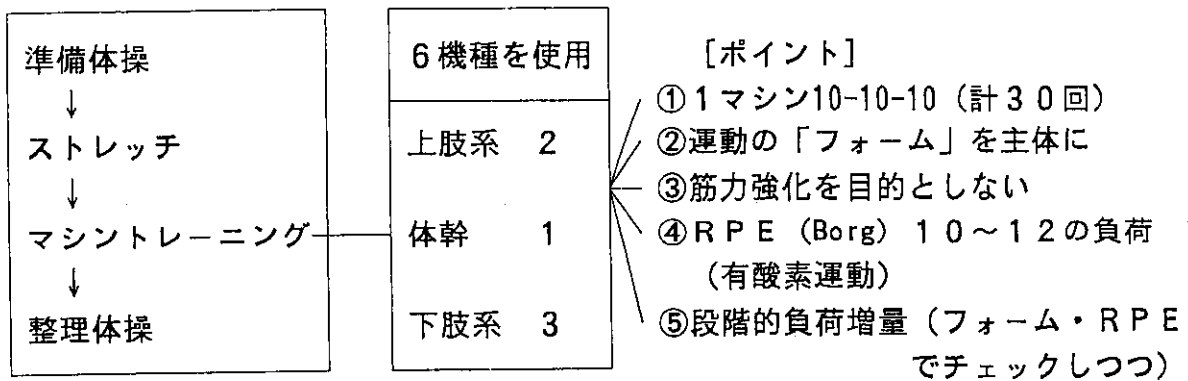 準備体操
↓
ストレッチ
↓
マシントレーニング
↓
整理体操
6機種を使用
上肢系 2
体幹 1
下肢系 3
[ポイント]
①1マシン10-10-10（計30回）
②運動の「フォーム」を主体に
③筋力強化を目的としない
④RPE（Borg）10～12の負荷
（有酸素運動）
⑤段階的負荷増量（フォーム・RPE
でチェックしつつ）